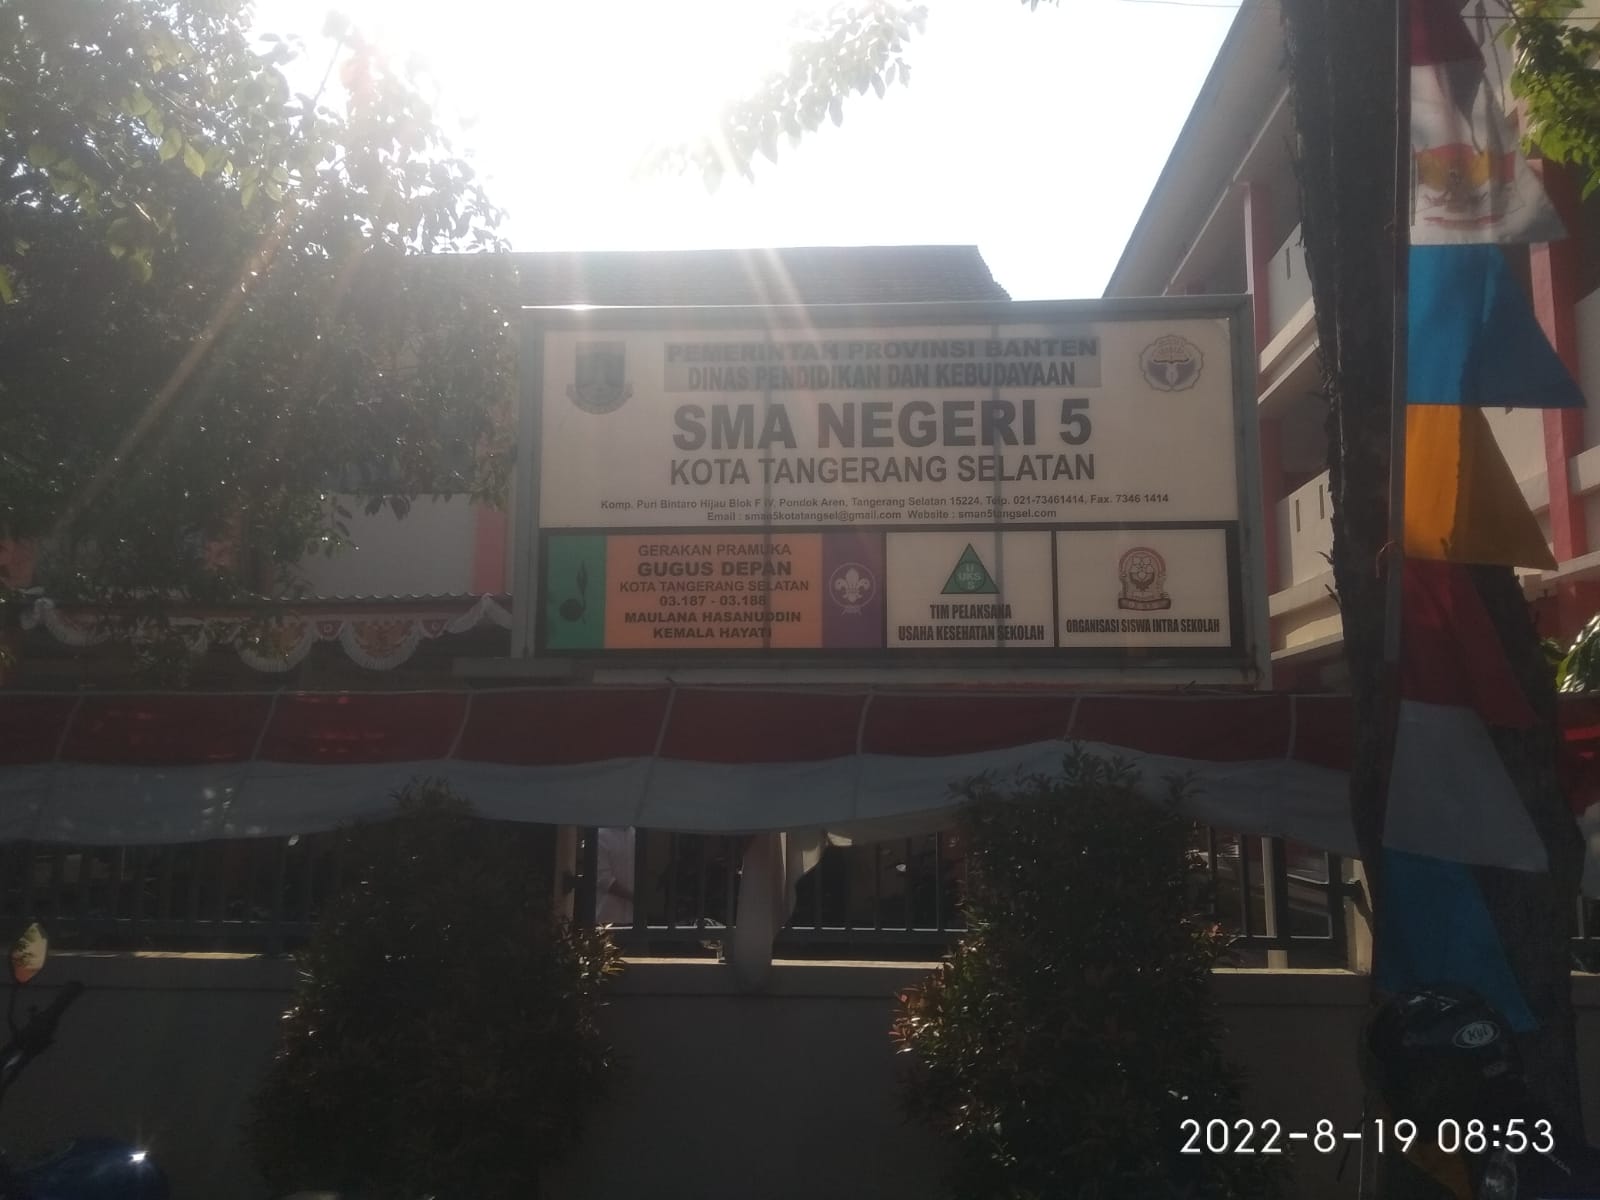 PEMERINTAH PROVINSI BANTEN
DINAS PENDIDIKAN DAN KEBUDAYAAN
SMA NEGERI 5
KOTA TANGERANG SELATAN
Komp. Puri Bintaro Hijau Blok F IV, Pondok Aren, Tangerang Selatan 15224, Telp. 021-73461414, Fax. 7346 1414
Email : sman5kotatangsel@gmail.com Website : sman5tangsel.com
GERAKAN PRAMUKA
GUGUS DEPAN
KOTA TANGERANG SELATAN
03.187 - 03.188
MAULANA HASANUDDIN
KEMALA HAYATI
U
UKS
S
TIM PELAKSANA
USAHA KESEHATAN SEKOLAH
ORGANISASI SISWA INTRA SEKOLAH
2022-8-19 08:53